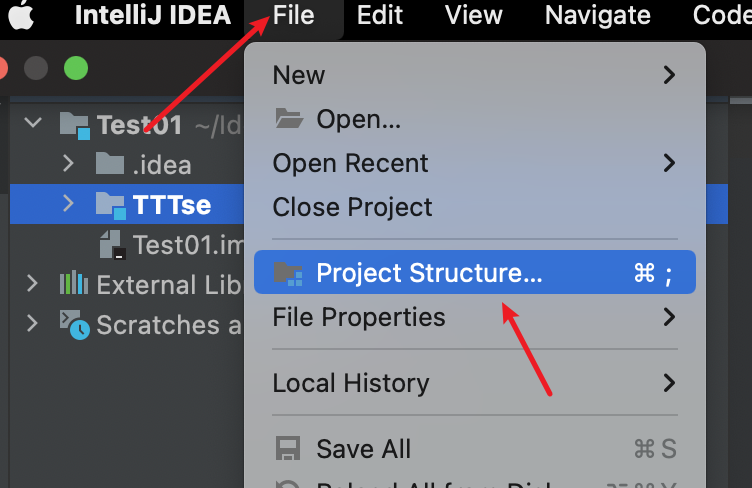 IntelliJ IDEA File Edit View Navigate Code
New
Open...
Open Recent
Close Project
Project Structure... ⌘ ;
File Properties
Local History
Save All ⌘ S
Test01 ~/Id
.idea
TTTse
Test01.im
External Lib
Scratches a